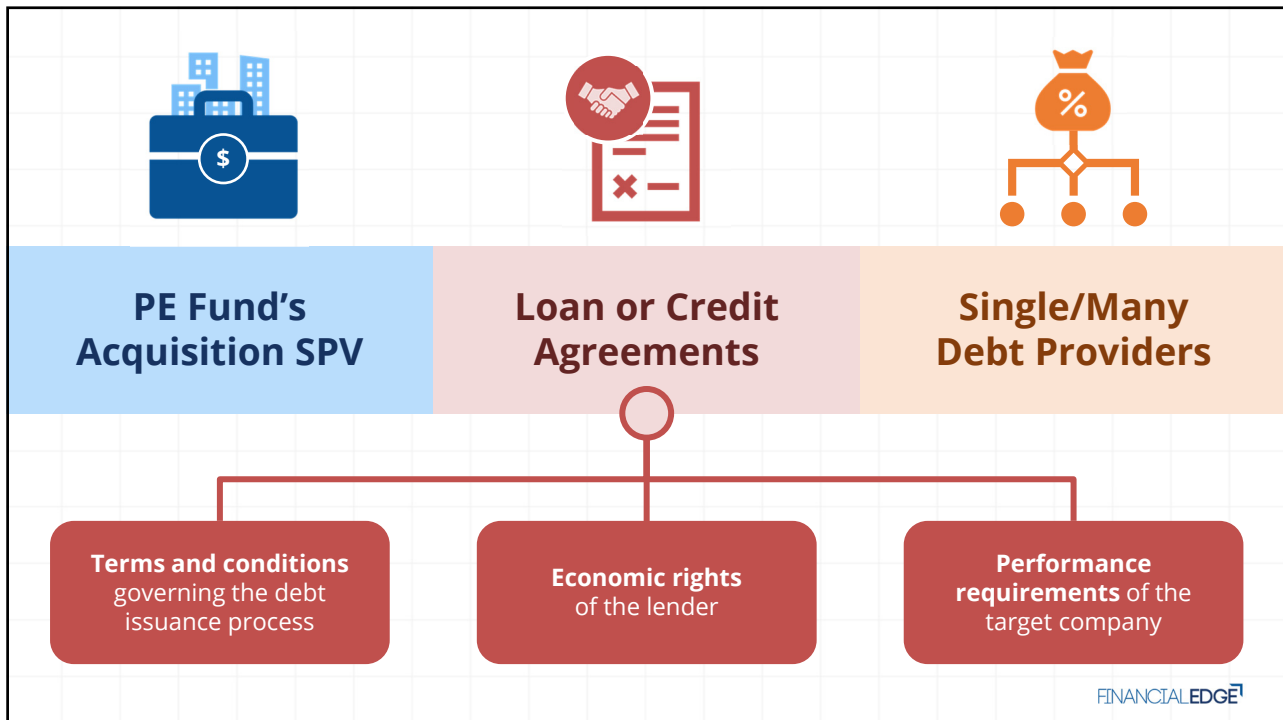 $
%
PE Fund’s
Acquisition SPV
Loan or Credit
Agreements
Single/Many
Debt Providers
Terms and conditions
governing the debt
issuance process
Economic rights
of the lender
Performance
requirements of the
target company
FINANCIALEDGE